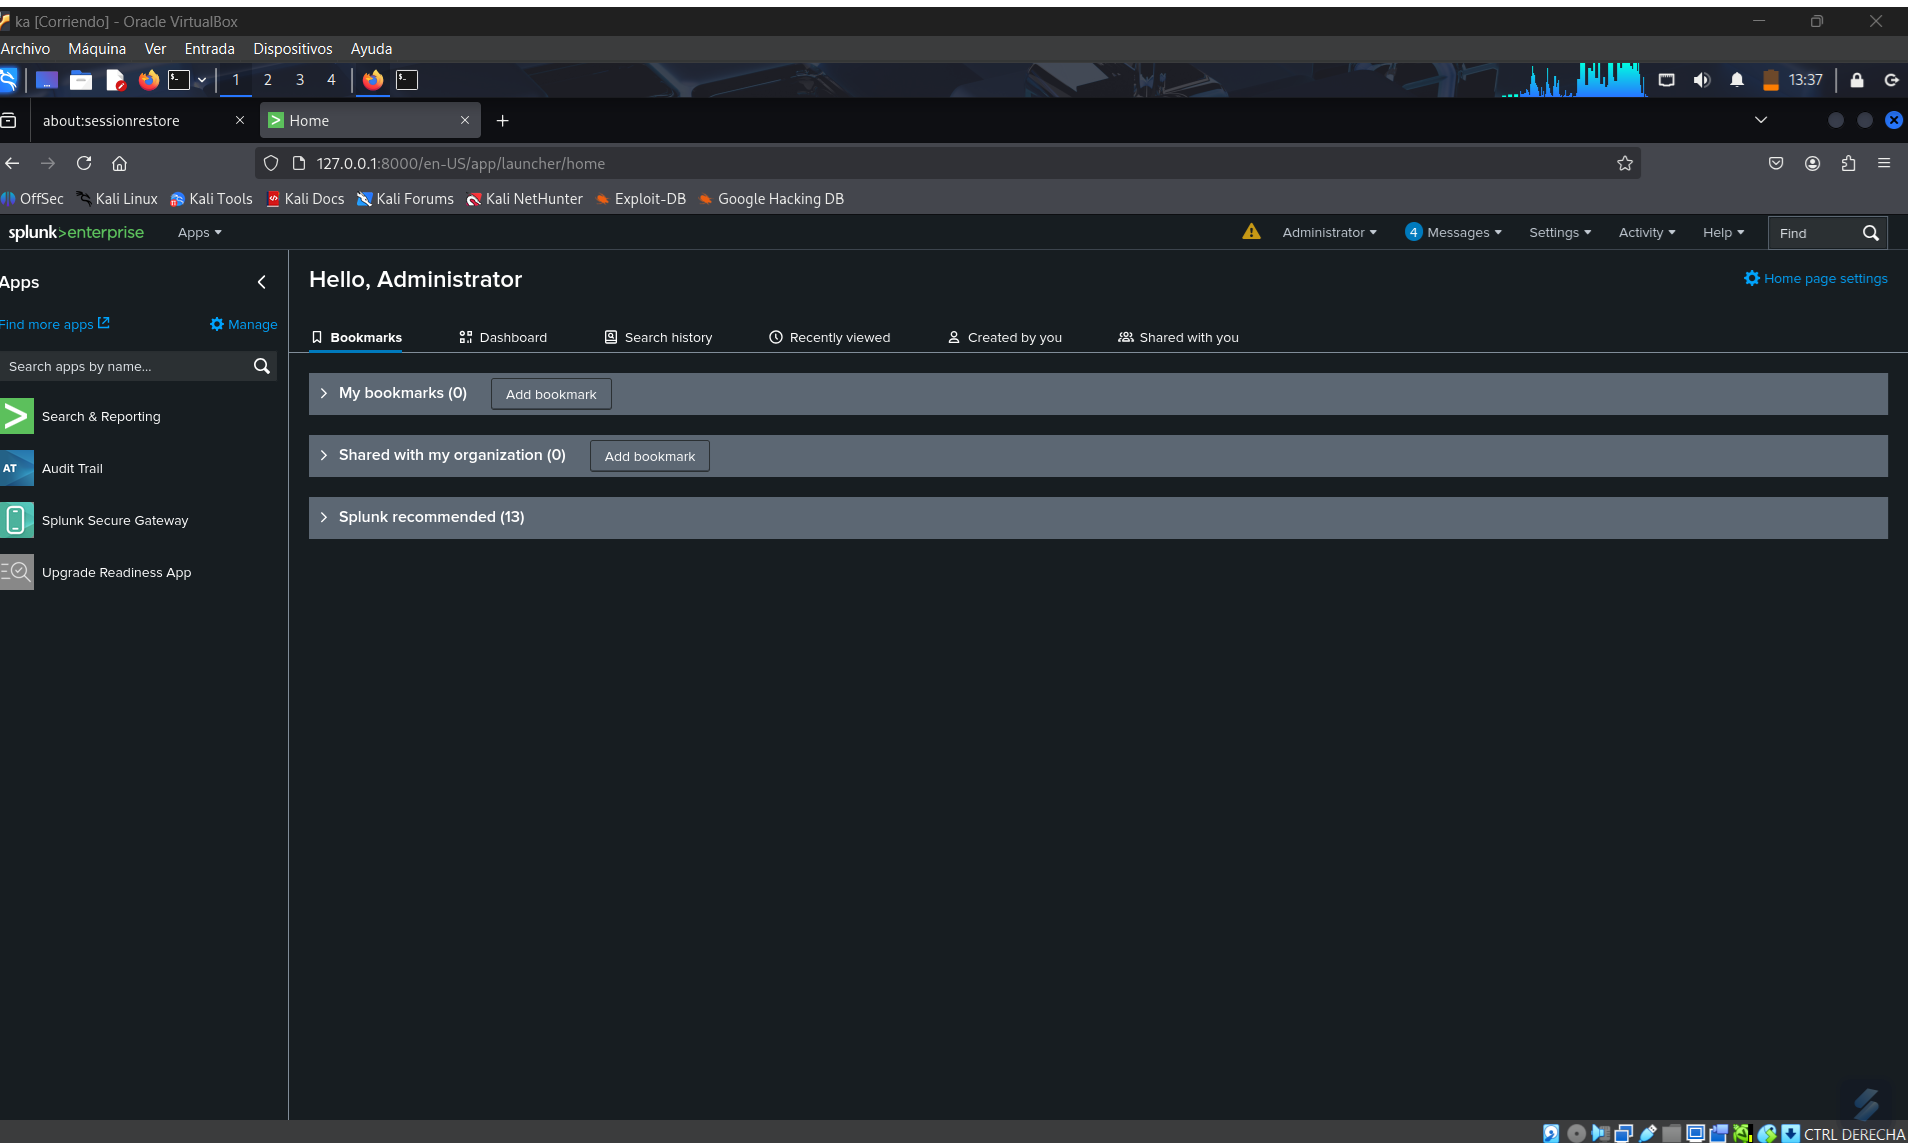 ka [Corriendo] - Oracle VirtualBox
Archivo Máquina Ver Entrada Dispositivos Ayuda
1 2 3 4 13:37
about:sessionrestore Home
127.0.0.1:8000/en-US/app/launcher/home
OffSec Kali Linux Kali Tools Kali Docs Kali Forums Kali NetHunter Exploit-DB Google Hacking DB
splunk>enterprise Apps Administrator 4 Messages Settings Activity Help Find
Apps
Hello, Administrator
Home page settings
Find more apps Manage
Bookmarks Dashboard Search history Recently viewed Created by you Shared with you
Search apps by name...
My bookmarks (0) Add bookmark
Search & Reporting
Shared with my organization (0) Add bookmark
AT Audit Trail
Splunk recommended (13)
Splunk Secure Gateway
Upgrade Readiness App
CTRL DERECHA